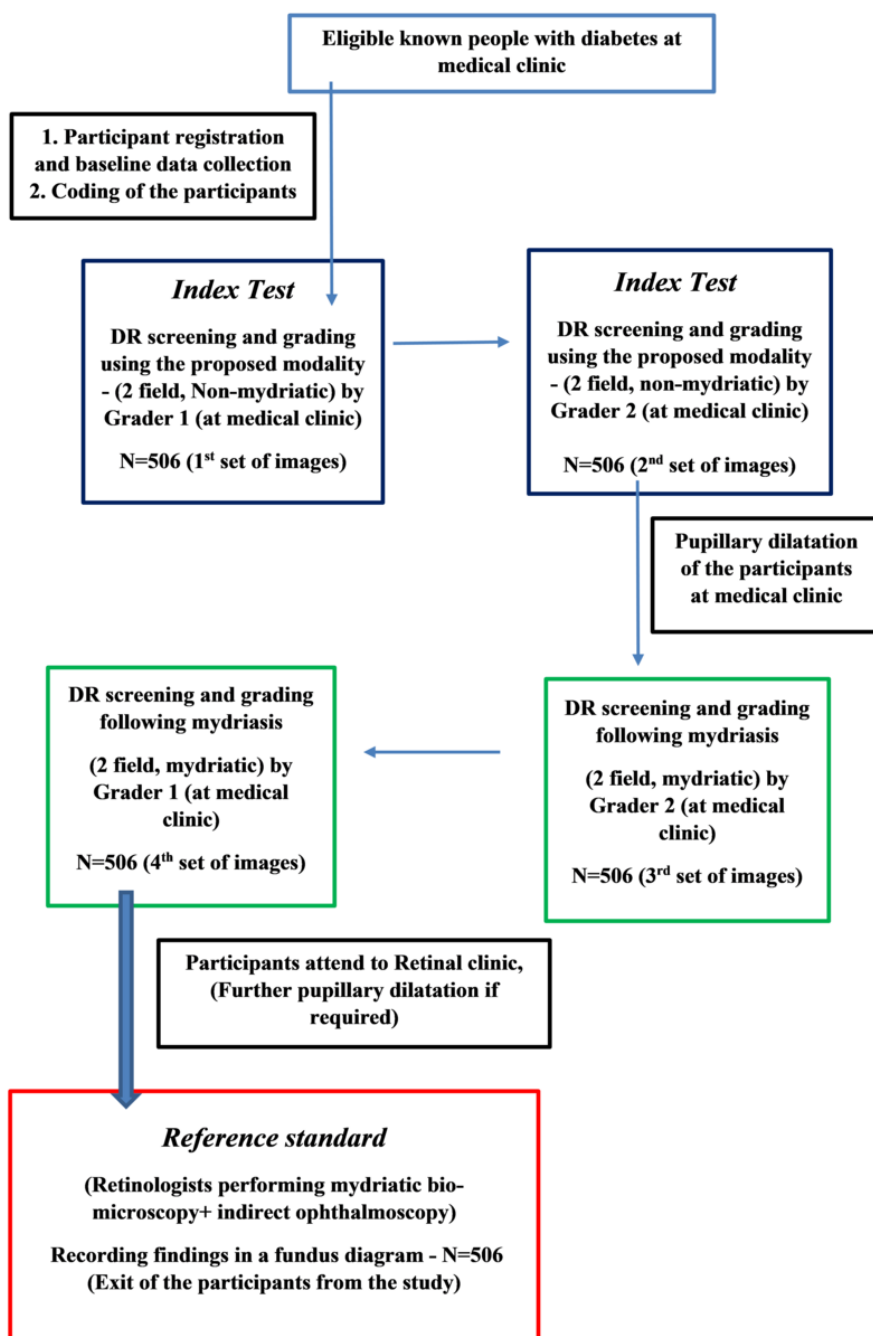 Eligible known people with diabetes at
medical clinic
1. Participant registration
and baseline data collection
2. Coding of the participants
Index Test
DR screening and grading
using the proposed modality
- (2 field, Non-mydriatic) by
Grader 1 (at medical clinic)
N=506 (1st set of images)
Index Test
DR screening and grading
using the proposed modality
- (2 field, non-mydriatic) by
Grader 2 (at medical clinic)
N=506 (2nd set of images)
Pupillary dilatation
of the participants
at medical clinic
DR screening and grading
following mydriasis
(2 field, mydriatic) by
Grader 2 (at medical
clinic)
N=506 (3rd set of images)
DR screening and grading
following mydriasis
(2 field, mydriatic) by
Grader 1 (at medical
clinic)
N=506 (4th set of images)
Participants attend to Retinal clinic,
(Further pupillary dilatation if
required)
Reference standard
(Retinologists performing mydriatic bio-
microscopy+ indirect ophthalmoscopy)
Recording findings in a fundus diagram - N=506
(Exit of the participants from the study)